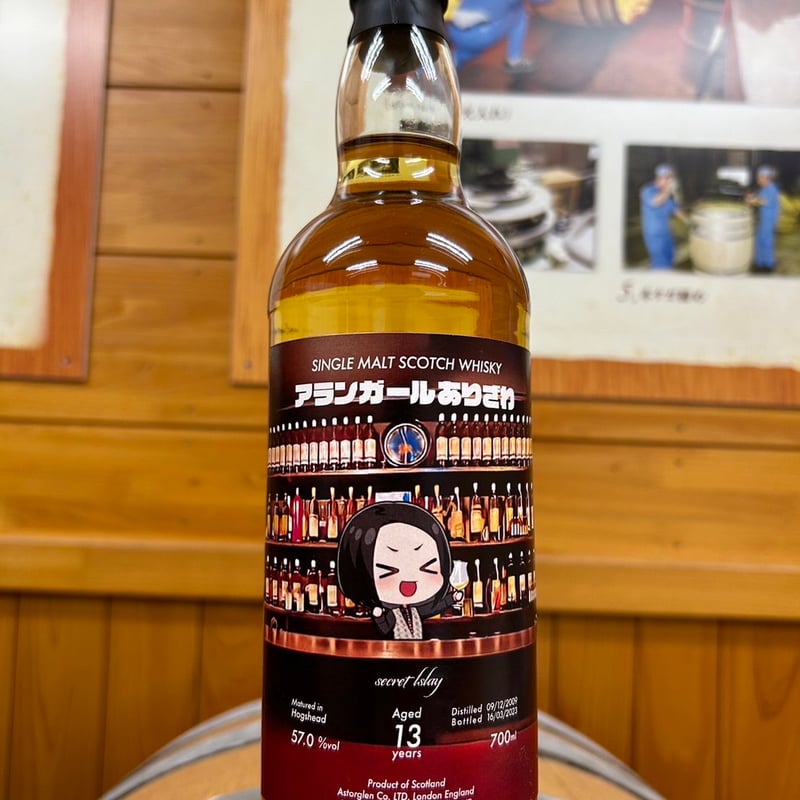 SINGLE MALT SCOTCH WHISKY
アランガールありざわ
secret Islay
Matured in
Hogshead
57.0 %vol
Aged
13
years
Distilled 09/12/2009
Bottled 16/03/2023
700ml
Product of Scotland
Astorglen Co. LTD, London England